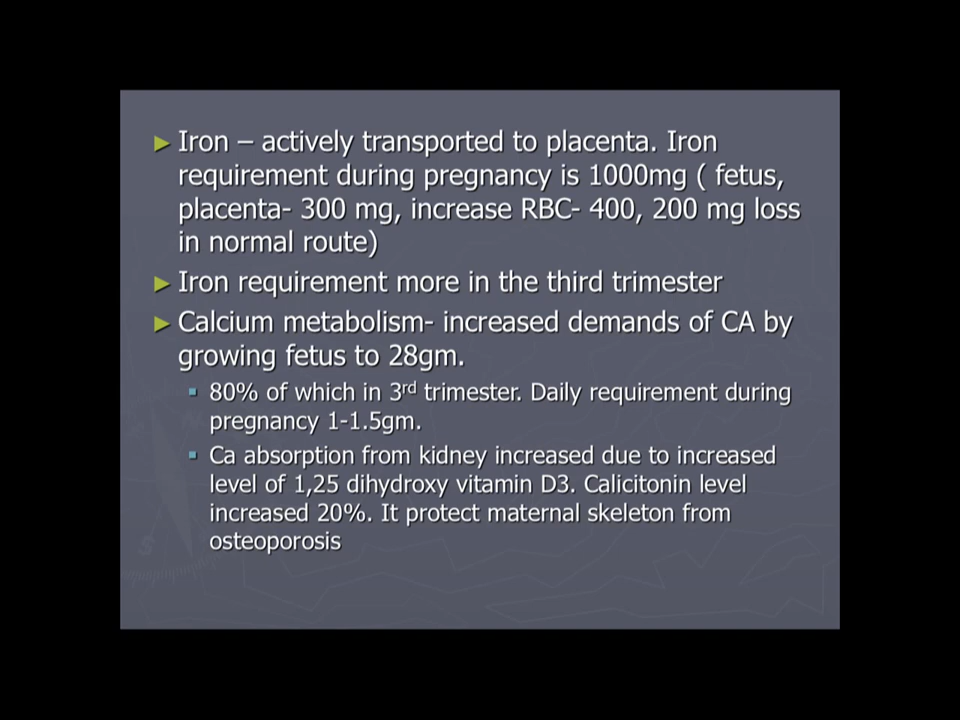 ► Iron – actively transported to placenta. Iron
requirement during pregnancy is 1000mg ( fetus,
placenta- 300 mg, increase RBC- 400, 200 mg loss
in normal route)
► Iron requirement more in the third trimester
► Calcium metabolism- increased demands of CA by
growing fetus to 28gm.
▪ 80% of which in 3rd trimester. Daily requirement during
pregnancy 1-1.5gm.
▪ Ca absorption from kidney increased due to increased
level of 1,25 dihydroxy vitamin D3. Calicitonin level
increased 20%. It protect maternal skeleton from
osteoporosis